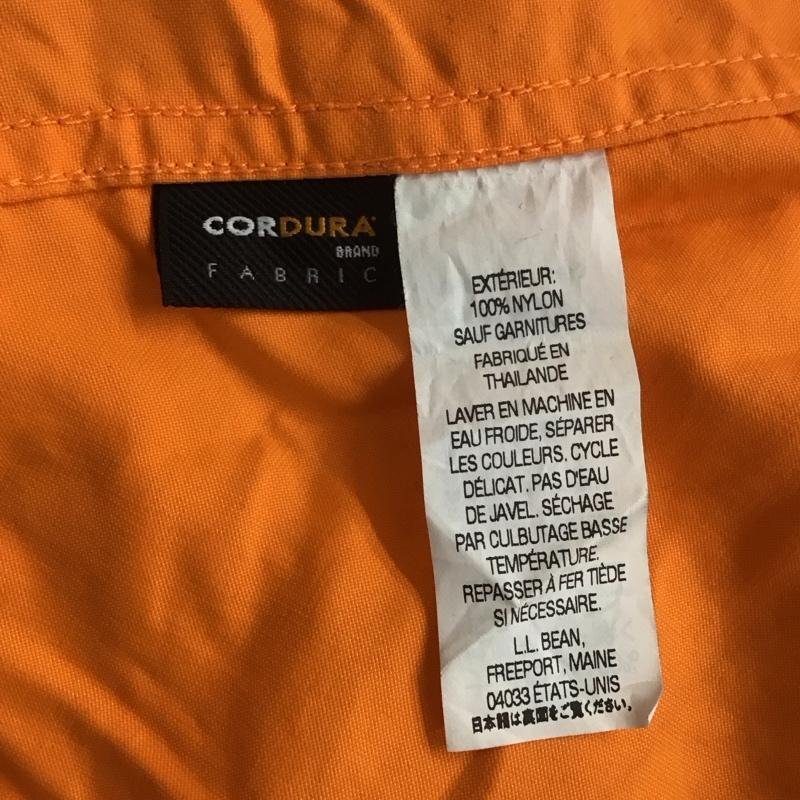 CORDURA
BRAND
FABRIC
EXTÉRIEUR:
100% NYLON
SAUF GARNITURES
FABRIQUÉ EN
THAILANDE
LAVER EN MACHINE EN
EAU FROIDE, SÉPARER
LES COULEURS. CYCLE
DÉLICAT. PAS D'EAU
DE JAVEL. SÉCHAGE
PAR CULBUTAGE BASSE
TEMPÉRATURE.
REPASSER À FER TIÈDE
SI NÉCESSAIRE.
L.L. BEAN,
FREEPORT, MAINE
04033 ÉTATS-UNIS
日本語は裏面をご覧ください。